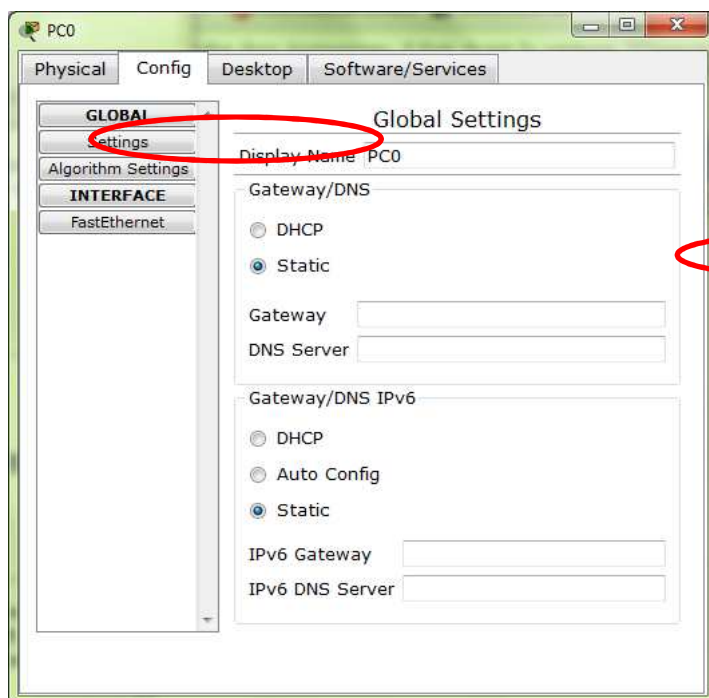 PC0
Physical Config Desktop Software/Services
GLOBAL
Settings
Algorithm Settings
INTERFACE
FastEthernet
Global Settings
Display Name PC0
Gateway/DNS
DHCP
Static
Gateway
DNS Server
Gateway/DNS IPv6
DHCP
Auto Config
Static
IPv6 Gateway
IPv6 DNS Server